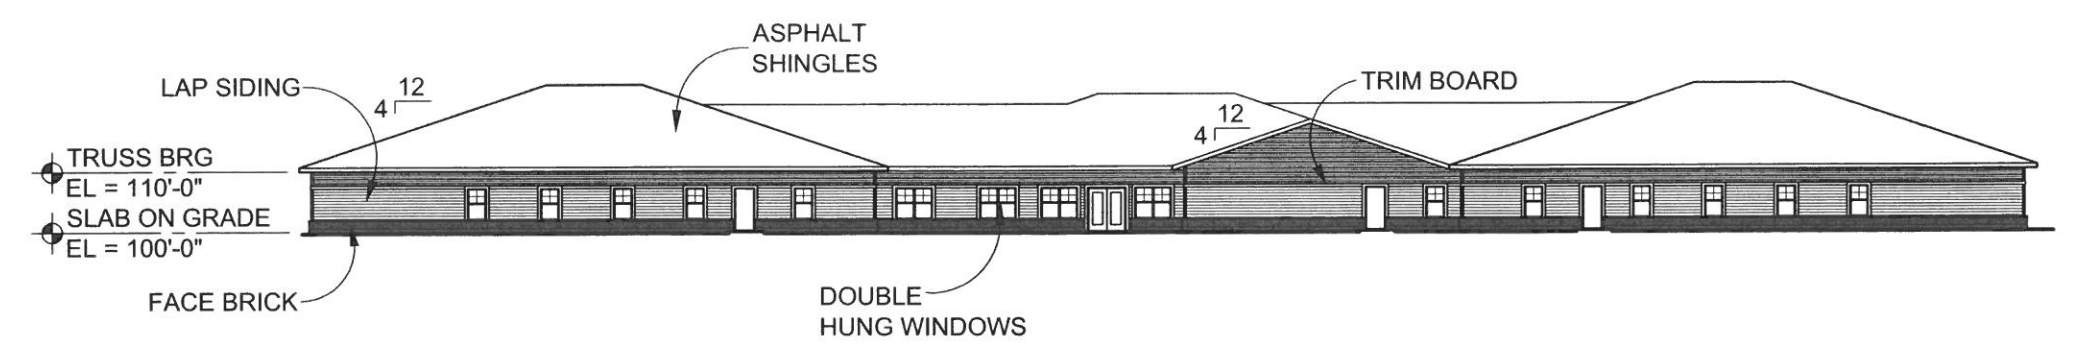 ASPHALT
SHINGLES
LAP SIDING
12
4
TRIM BOARD
12
4
TRUSS BRG
EL = 110'-0"
SLAB ON GRADE
EL = 100'-0"
FACE BRICK
DOUBLE
HUNG WINDOWS